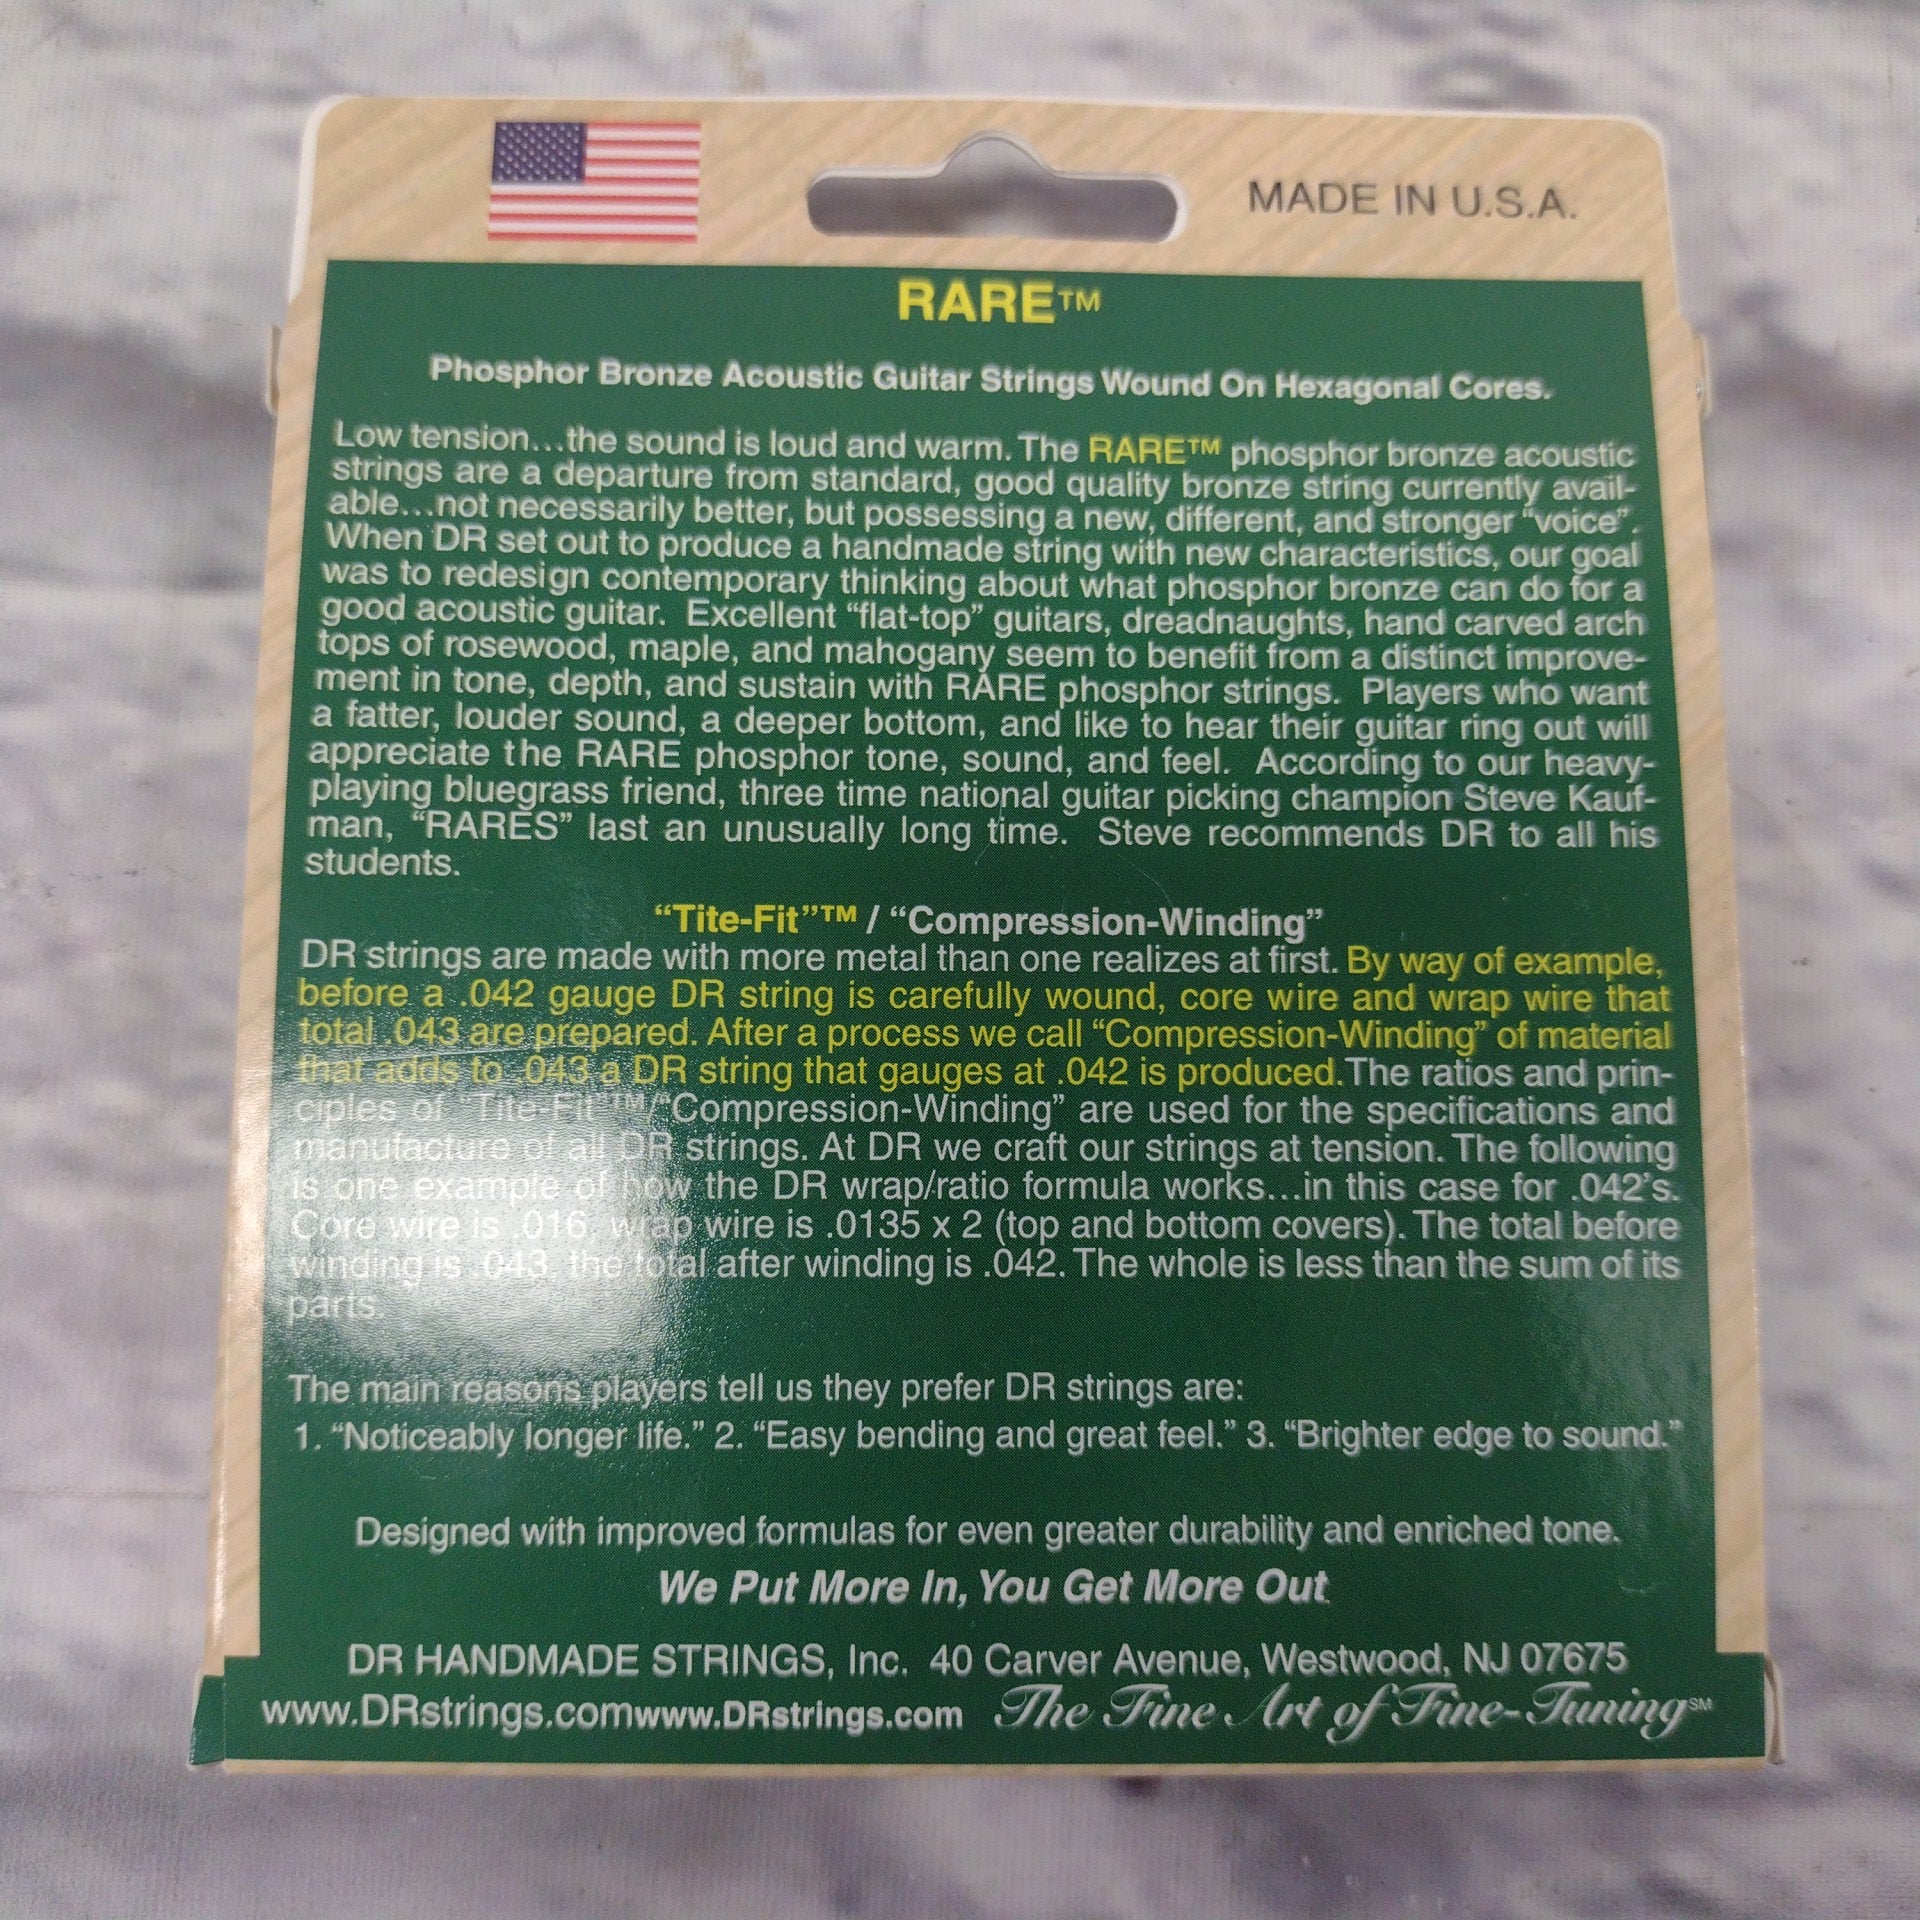 MADE IN U.S.A.
RARE™
Phosphor Bronze Acoustic Guitar Strings Wound On Hexagonal Cores.
Low tension...the sound is loud and warm. The RARE™ phosphor bronze acoustic
strings are a departure from standard, good quality bronze string currently avail-
able...not necessarily better, but possessing a new, different, and stronger “voice”.
When DR set out to produce a handmade string with new characteristics, our goal
was to redesign contemporary thinking about what phosphor bronze can do for a
good acoustic guitar. Excellent “flat-top” guitars, dreadnaughts, hand carved arch
tops of rosewood, maple, and mahogany seem to benefit from a distinct improve-
ment in tone, depth, and sustain with RARE phosphor strings. Players who want
a fatter, louder sound, a deeper bottom, and like to hear their guitar ring out will
appreciate the RARE phosphor tone, sound, and feel. According to our heavy-
playing bluegrass friend, three time national guitar picking champion Steve Kauf-
man, “RARES” last an unusually long time. Steve recommends DR to all his
students.
“Tite-Fit”™ / “Compression-Winding”
DR strings are made with more metal than one realizes at first. By way of example,
before a .042 gauge DR string is carefully wound, core wire and wrap wire that
total .043 are prepared. After a process we call “Compression-Winding” of material
that adds to .043 a DR string that gauges at .042 is produced. The ratios and prin-
ciples of “Tite-Fit”™/“Compression-Winding” are used for the specifications and
manufacture of all DR strings. At DR we craft our strings at tension. The following
is one example of how the DR wrap/ratio formula works...in this case for .042’s.
Core wire is .016, wrap wire is .0135 x 2 (top and bottom covers). The total before
winding is .043, the total after winding is .042. The whole is less than the sum of its
parts.
The main reasons players tell us they prefer DR strings are:
1. “Noticeably longer life.” 2. “Easy bending and great feel.” 3. “Brighter edge to sound.”
Designed with improved formulas for even greater durability and enriched tone.
We Put More In, You Get More Out.
DR HANDMADE STRINGS, Inc. 40 Carver Avenue, Westwood, NJ 07675
www.DRstrings.comwww.DRstrings.com The Fine Art of Fine-Tuning℠